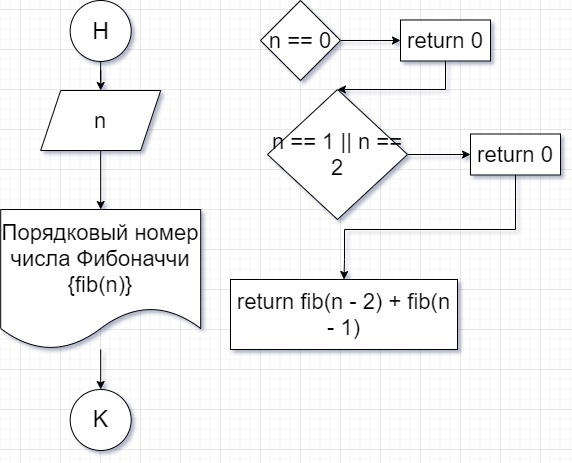 Н
n
Порядковый номер
числа Фибоначчи
{fib(n)}
К
n == 0
return 0
n == 1 || n ==
2
return 0
return fib(n - 2) + fib(n
- 1)